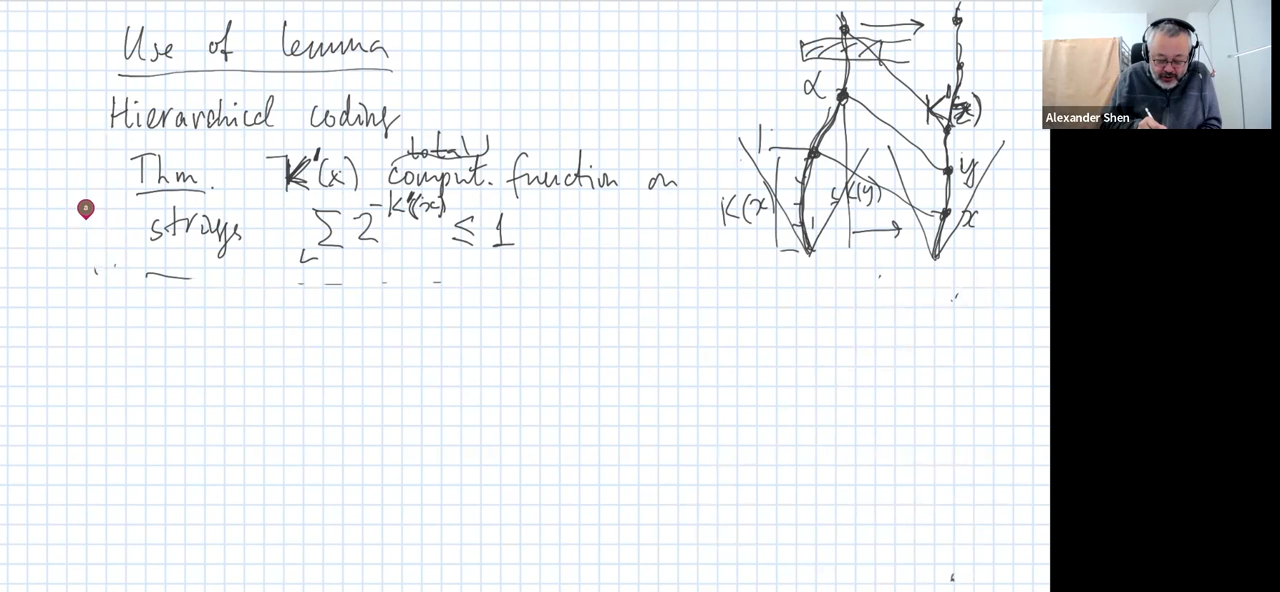 Use of lemma
Hierarchical coding
Thm. K'(x) total comput. function on
strings ∑ 2^{-K'(x)} ≤ 1
α
K(x)
K(y)
y
x
Alexander Shen